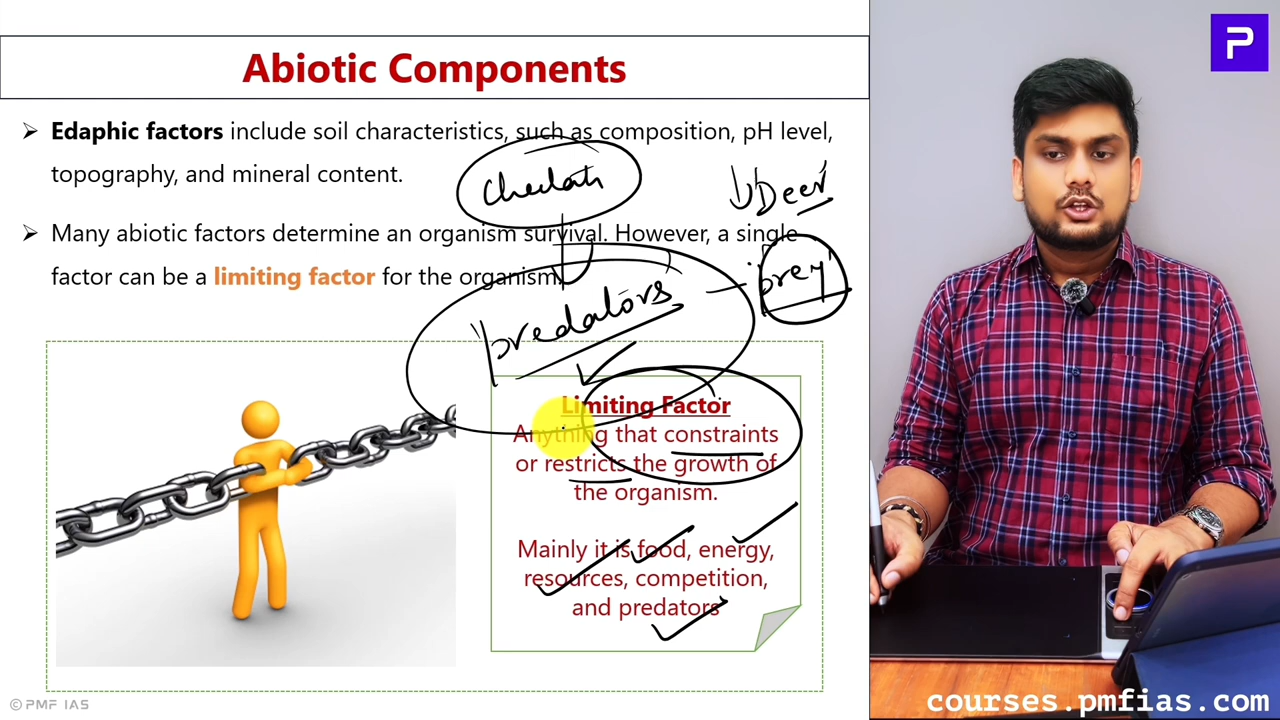 Abiotic Components
➢ Edaphic factors include soil characteristics, such as composition, pH level,
topography, and mineral content.
➢ Many abiotic factors determine an organism survival. However, a single
factor can be a limiting factor for the organism.
Deer
prey
predators
Limiting Factor
Anything that constraints
or restricts the growth of
the organism.
Mainly it is food, energy,
resources, competition,
and predators
© PMF IAS
P
courses.pmfias.com